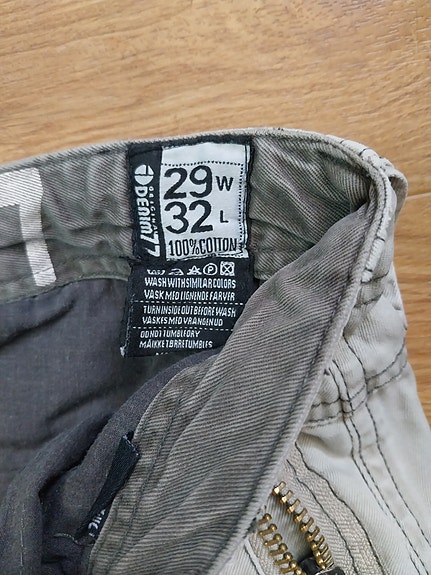 ORIGINAL
DENIM77
29 W
32 L
100% COTTON
WASH WITH SIMILAR COLORS
VASK MED LIGNENDE FARVER
TURN INSIDE OUT BEFORE WASH
VASKES MED VRANGEN UD
DO NOT TUMBLE DRY
MÅ IKKE TØRRETUMBLES